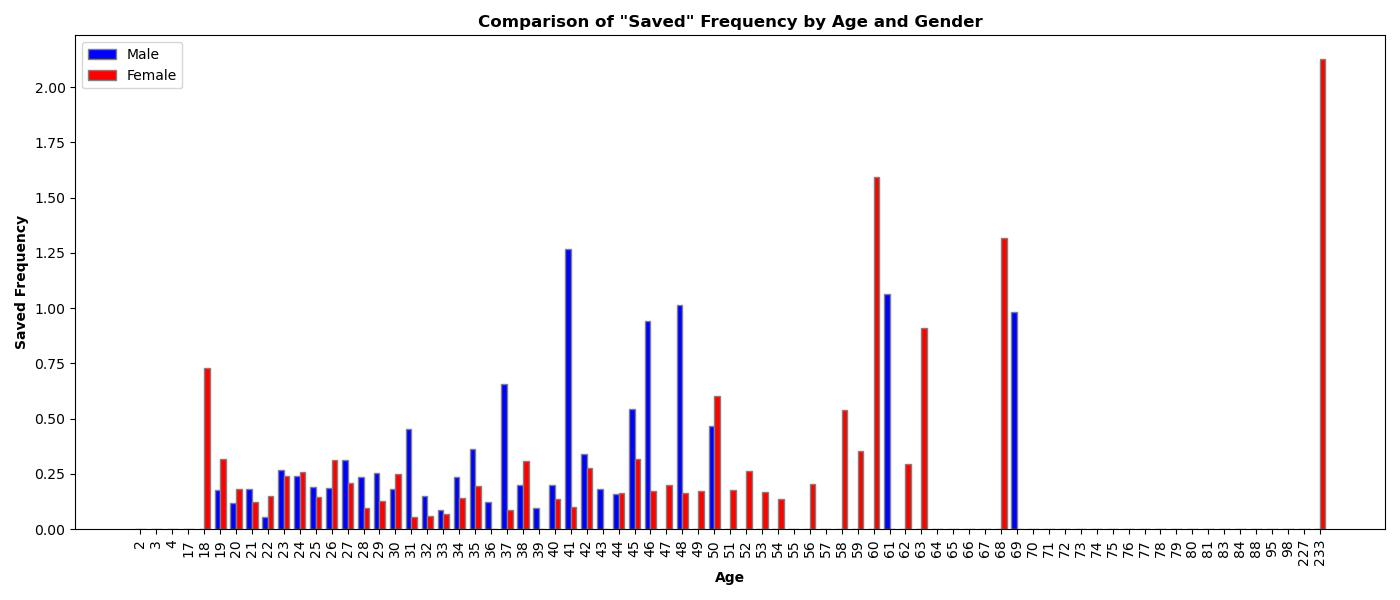 Comparison of "Saved" Frequency by Age and Gender
Male
Female
2.00
1.75
1.50
1.25
1.00
0.75
0.50
0.25
0.00
Saved Frequency
2 3 4 17 18 19 20 21 22 23 24 25 26 27 28 29 30 31 32 33 34 35 36 37 38 39 40 41 42 43 44 45 46 47 48 49 50 51 52 53 54 55 56 57 58 59 60 61 62 63 64 65 66 67 68 69 70 71 72 73 74 75 76 77 78 79 80 81 83 84 88 95 98 227 233
Age